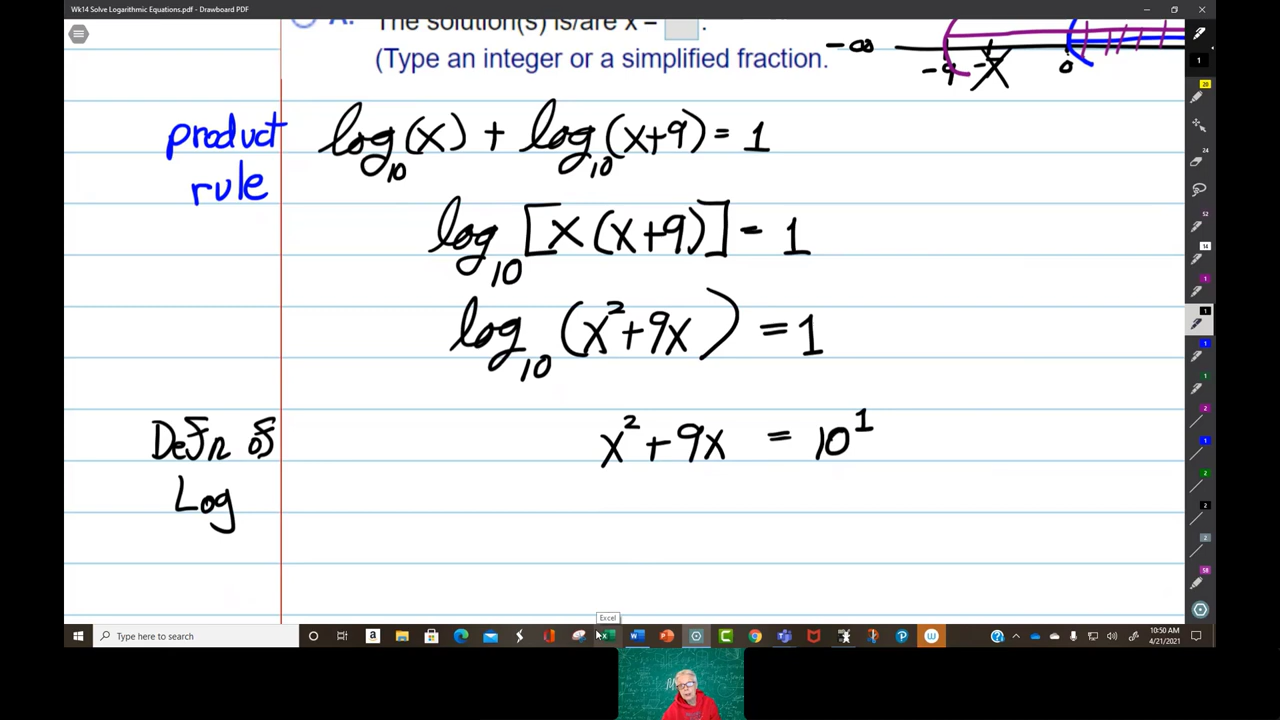 Wk14 Solve Logarithmic Equations.pdf - Drawboard PDF
A. The solution(s) is/are x = .
(Type an integer or a simplified fraction.
-∞ -9 0
product rule
log₁₀(x) + log₁₀(x+9) = 1
log₁₀[x(x+9)] = 1
log₁₀(x²+9x) = 1
Defn of Log
x²+9x = 10¹
Excel
Type here to search
10:50 AM
4/21/2021